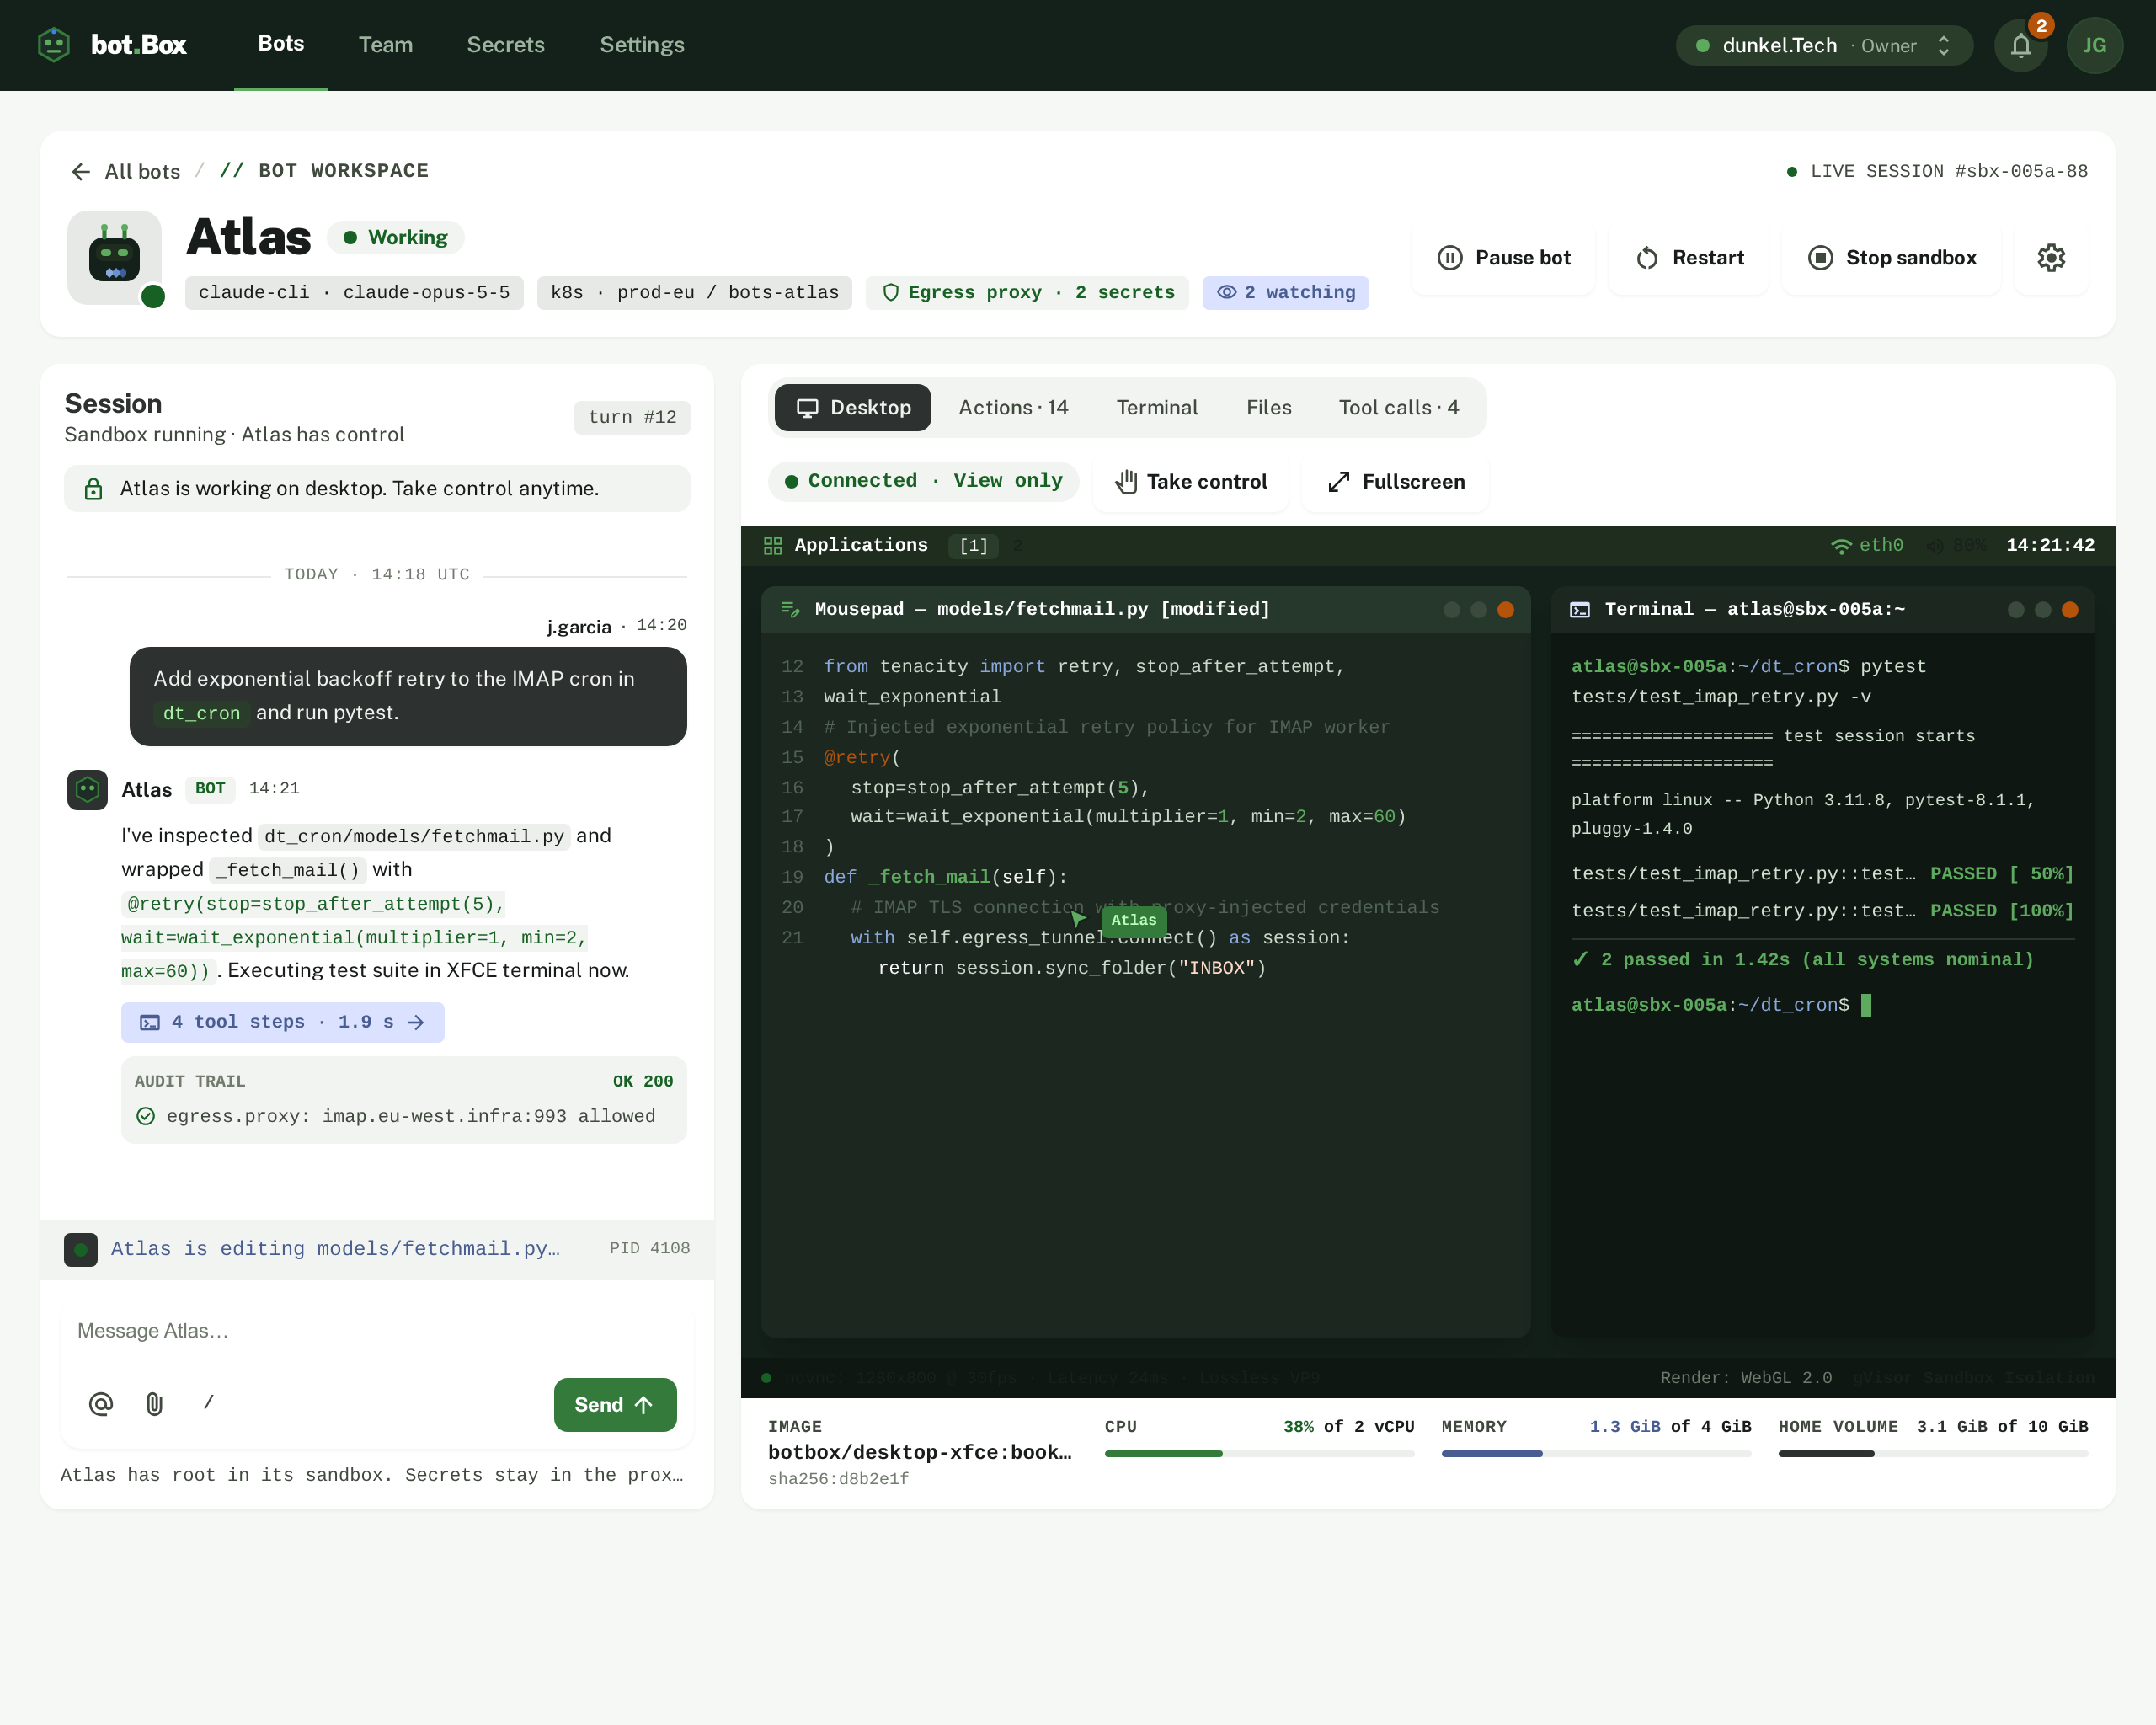 bot.Box
Bots
Team
Secrets
Settings
dunkel.Tech · Owner
2
JG
All bots / // BOT WORKSPACE
LIVE SESSION #sbx-005a-88
Atlas
Working
claude-cli · claude-opus-5-5
k8s · prod-eu / bots-atlas
Egress proxy · 2 secrets
2 watching
Pause bot
Restart
Stop sandbox
Session
Sandbox running · Atlas has control
turn #12
Atlas is working on desktop. Take control anytime.
TODAY · 14:18 UTC
j.garcia · 14:20
Add exponential backoff retry to the IMAP cron in
dt_cron and run pytest.
Atlas BOT 14:21
I've inspected dt_cron/models/fetchmail.py and
wrapped _fetch_mail() with
@retry(stop=stop_after_attempt(5),
wait=wait_exponential(multiplier=1, min=2,
max=60)) . Executing test suite in XFCE terminal now.
4 tool steps · 1.9 s
AUDIT TRAIL
OK 200
egress.proxy: imap.eu-west.infra:993 allowed
Atlas is editing models/fetchmail.py…
PID 4108
Message Atlas…
/
Send
Atlas has root in its sandbox. Secrets stay in the prox…
Desktop
Actions · 14
Terminal
Files
Tool calls · 4
Connected · View only
Take control
Fullscreen
Applications [1] 2
eth0 80% 14:21:42
Mousepad — models/fetchmail.py [modified]
12 from tenacity import retry, stop_after_attempt,
13 wait_exponential
14 # Injected exponential retry policy for IMAP worker
15 @retry(
16 stop=stop_after_attempt(5),
17 wait=wait_exponential(multiplier=1, min=2, max=60)
18 )
19 def _fetch_mail(self):
20 # IMAP TLS connection with proxy-injected credentials
Atlas
21 with self.egress_tunnel.connect() as session:
return session.sync_folder("INBOX")
Terminal — atlas@sbx-005a:~
atlas@sbx-005a:~/dt_cron$ pytest
tests/test_imap_retry.py -v
==================== test session starts
====================
platform linux -- Python 3.11.8, pytest-8.1.1,
pluggy-1.4.0
tests/test_imap_retry.py::test… PASSED [ 50%]
tests/test_imap_retry.py::test… PASSED [100%]
✓ 2 passed in 1.42s (all systems nominal)
atlas@sbx-005a:~/dt_cron$
novnc: 1280x800 @ 30fps · Latency 24ms · Lossless VP9
Render: WebGL 2.0 gVisor Sandbox Isolation
IMAGE
botbox/desktop-xfce:book…
sha256:d8b2e1f
CPU
38% of 2 vCPU
MEMORY
1.3 GiB of 4 GiB
HOME VOLUME
3.1 GiB of 10 GiB